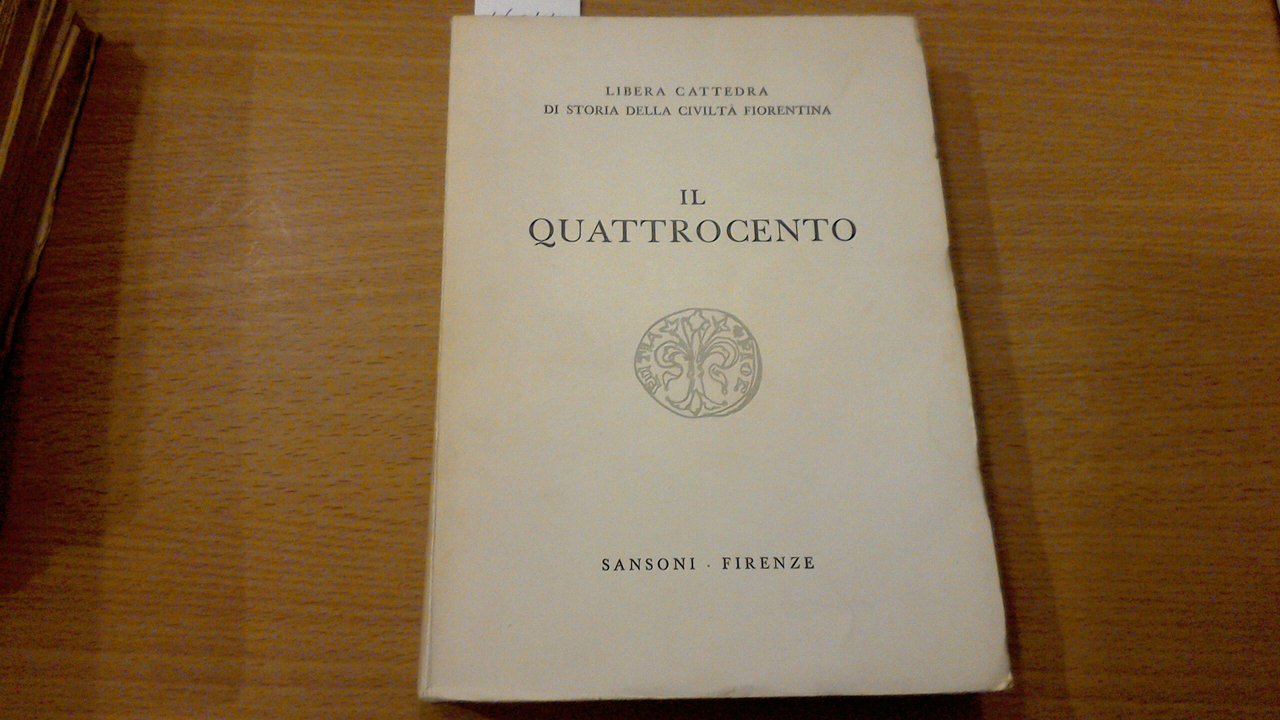 LIBERA CATTEDRA
DI STORIA DELLA CIVILTÀ FIORENTINA
IL
QUATTROCENTO
SANSONI · FIRENZE